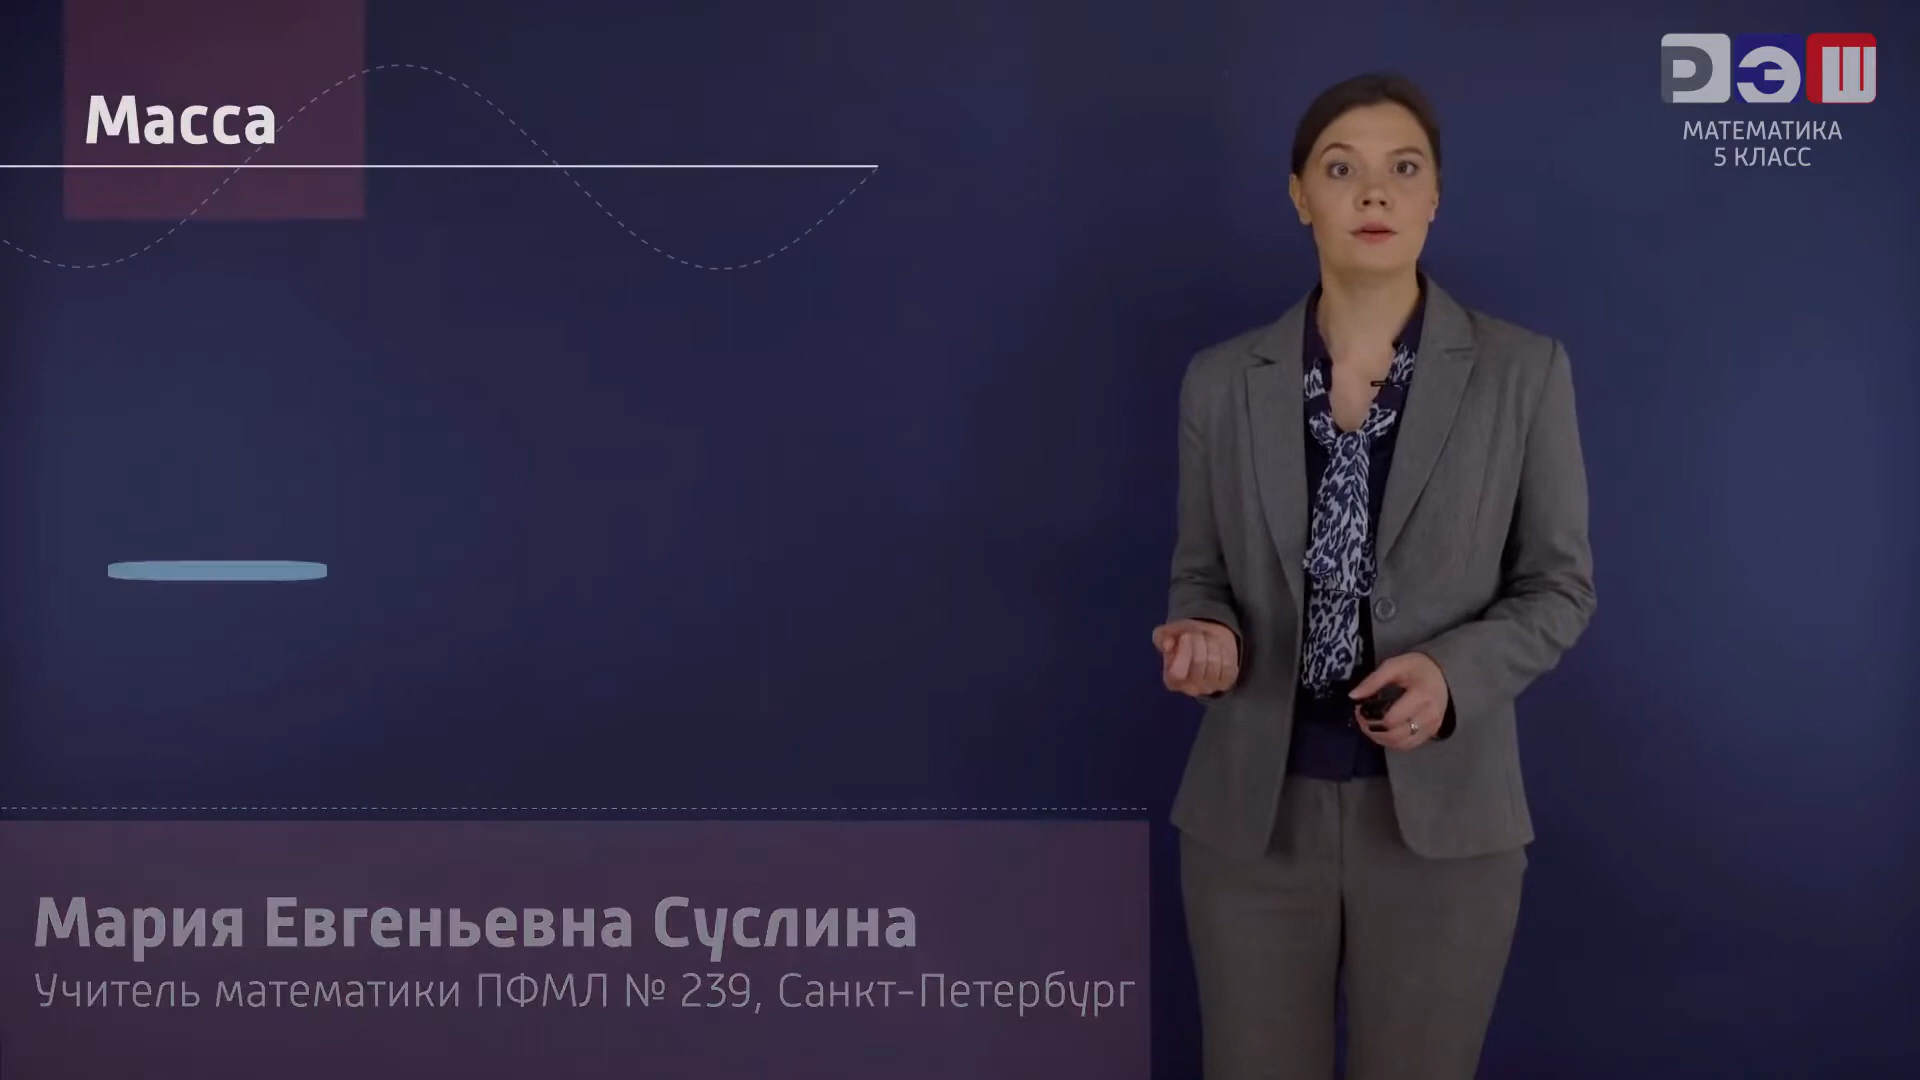 Масса
РЭШ
МАТЕМАТИКА
5 КЛАСС
Мария Евгеньевна Суслина
Учитель математики ПФМЛ № 239, Санкт-Петербург